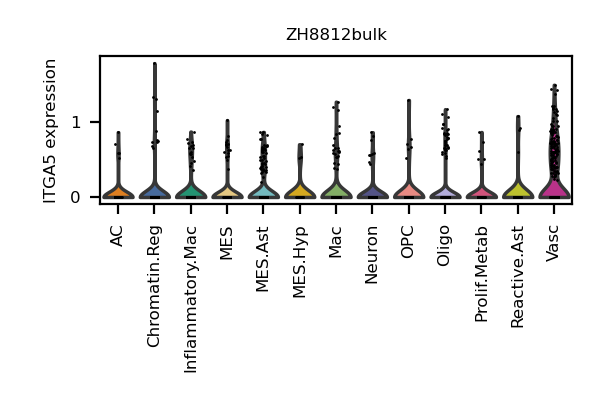 ZH8812bulk
ITGA5 expression
1
0
AC
Chromatin.Reg
Inflammatory.Mac
MES
MES.Ast
MES.Hyp
Mac
Neuron
OPC
Oligo
Prolif.Metab
Reactive.Ast
Vasc